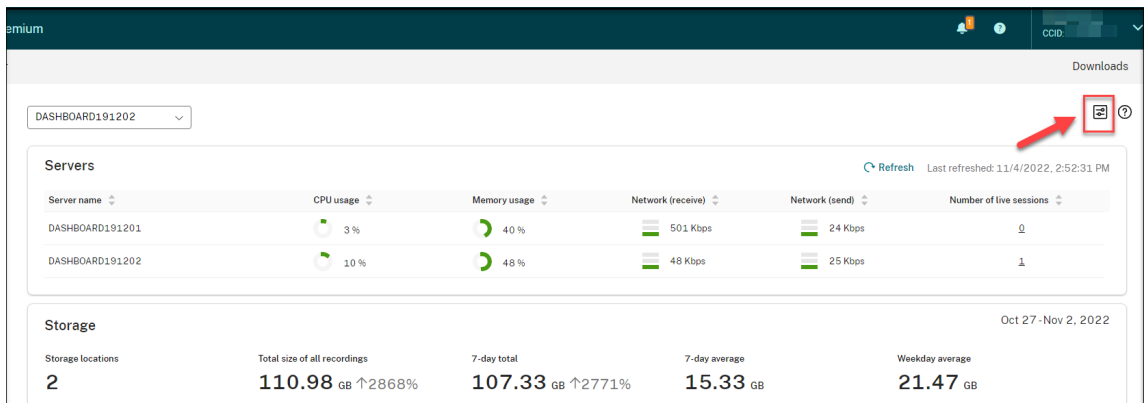 emium
1
?
CCID:
Downloads
DASHBOARD191202
?
Servers
Refresh Last refreshed: 11/4/2022, 2:52:31 PM
Server name CPU usage Memory usage Network (receive) Network (send) Number of live sessions
DASHBOARD191201 3 % 40 % 501 Kbps 24 Kbps 0
DASHBOARD191202 10 % 48 % 48 Kbps 25 Kbps 1
Storage Oct 27 - Nov 2, 2022
Storage locations Total size of all recordings 7-day total 7-day average Weekday average
2 110.98 GB ↑2868% 107.33 GB ↑2771% 15.33 GB 21.47 GB